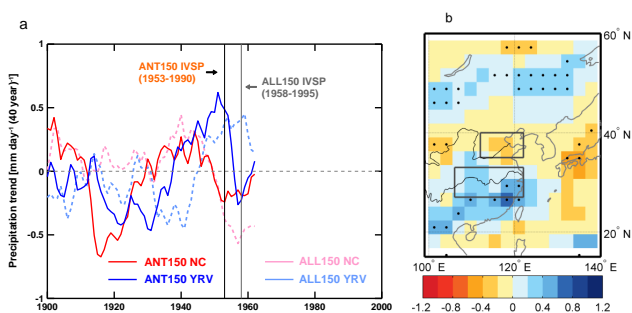 a
b
Precipitation trend [mm day⁻¹ (40 year)⁻¹]
1
0.5
0
-0.5
-1
ANT150 IVSP
(1953-1990)
ALL150 IVSP
(1958-1995)
ANT150 NC
ALL150 NC
ANT150 YRV
ALL150 YRV
1900
1920
1940
1960
1980
2000
60° N
40° N
20° N
100° E
120° E
140° E
-1.2 -0.8 -0.4 0 0.4 0.8 1.2